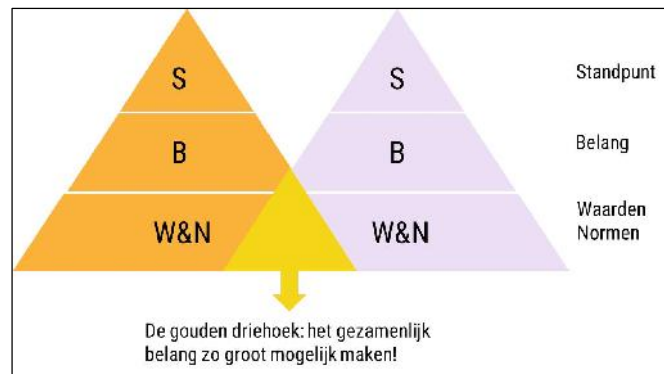 S
S
Standpunt
B
B
Belang
W&N
W&N
Waarden
Normen
De gouden driehoek: het gezamenlijk
belang zo groot mogelijk maken!